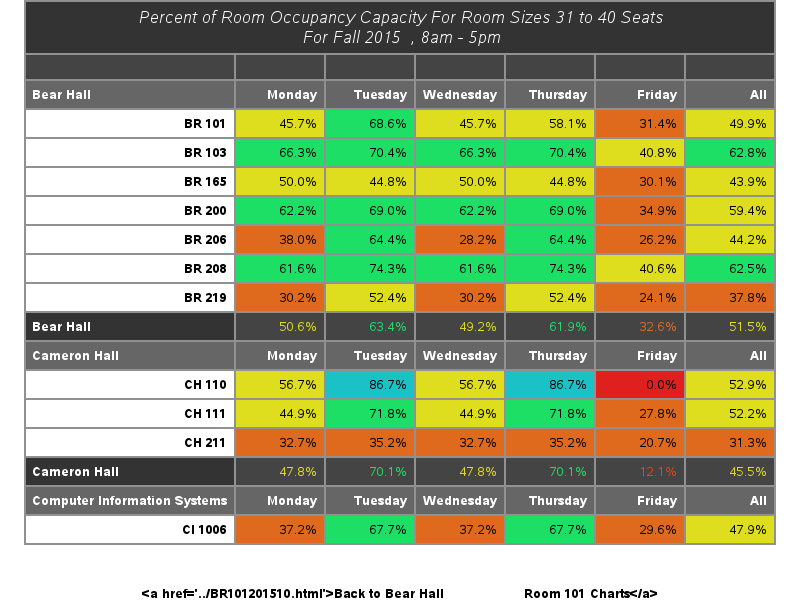 Percent of Room Occupancy Capacity For Room Sizes 31 to 40 Seats
For Fall 2015 , 8am - 5pm
Bear Hall Monday Tuesday Wednesday Thursday Friday All
BR 101 45.7% 68.6% 45.7% 58.1% 31.4% 49.9%
BR 103 66.3% 70.4% 66.3% 70.4% 40.8% 62.8%
BR 165 50.0% 44.8% 50.0% 44.8% 30.1% 43.9%
BR 200 62.2% 69.0% 62.2% 69.0% 34.9% 59.4%
BR 206 38.0% 64.4% 28.2% 64.4% 26.2% 44.2%
BR 208 61.6% 74.3% 61.6% 74.3% 40.6% 62.5%
BR 219 30.2% 52.4% 30.2% 52.4% 24.1% 37.8%
Bear Hall 50.6% 63.4% 49.2% 61.9% 32.6% 51.5%
Cameron Hall Monday Tuesday Wednesday Thursday Friday All
CH 110 56.7% 86.7% 56.7% 86.7% 0.0% 52.9%
CH 111 44.9% 71.8% 44.9% 71.8% 27.8% 52.2%
CH 211 32.7% 35.2% 32.7% 35.2% 20.7% 31.3%
Cameron Hall 47.8% 70.1% 47.8% 70.1% 12.1% 45.5%
Computer Information Systems Monday Tuesday Wednesday Thursday Friday All
CI 1006 37.2% 67.7% 37.2% 67.7% 29.6% 47.9%
<a href='../BR101201510.html'>Back to Bear Hall Room 101 Charts</a>